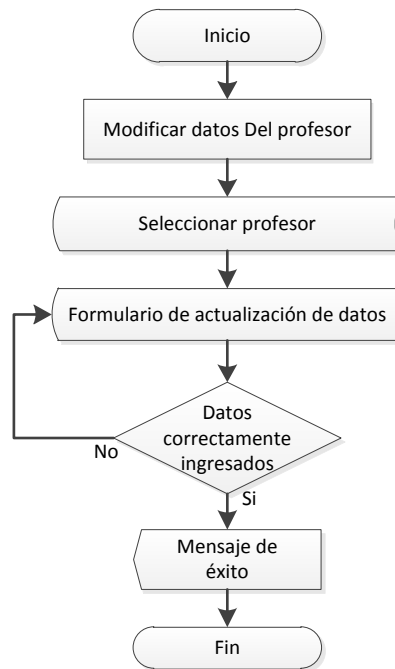 Inicio
Modificar datos Del profesor
Seleccionar profesor
Formulario de actualización de datos
Datos
correctamente
ingresados
No
Si
Mensaje de
éxito
Fin